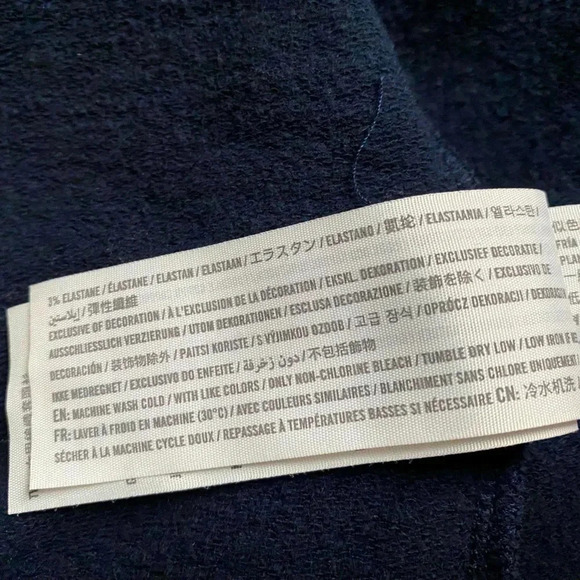 3% ELASTANE / ÉLASTANE / ELASTAN / ELASTAAN / エラスタン / ELASTANO / 氨纶 / ELASTAANIA / 엘라스탄 /
إيلاستين / 彈性纖維
EXCLUSIVE OF DECORATION / À L'EXCLUSION DE LA DÉCORATION / EKSKL. DEKORATION / EXCLUSIEF DECORATIE /
AUSSCHLIESSLICH VERZIERUNG / UTOM DEKORATIONEN / ESCLUSA DECORAZIONE / 装飾を除く / EXCLUSIVO DE
DECORACIÓN / 装饰物除外 / PAITSI KORISTE / S VÝJIMKOU OZDOB / 고급 장식 / OPRÓCZ DEKORACJI / DEKORASJON
IKKE MEDREGNET / EXCLUSIVO DO ENFEITE / بدون زخرفة / 不包括飾物
EN: MACHINE WASH COLD / WITH LIKE COLORS / ONLY NON-CHLORINE BLEACH / TUMBLE DRY LOW / LOW IRON IF
FR: LAVER À FROID EN MACHINE (30°C) / AVEC COULEURS SIMILAIRES / BLANCHIMENT SANS CHLORE UNIQUEMENT
SÉCHER À LA MACHINE CYCLE DOUX / REPASSAGE À TEMPÉRATURES BASSES SI NÉCESSAIRE CN: 冷水机洗
似色
FRÍA
PLAN